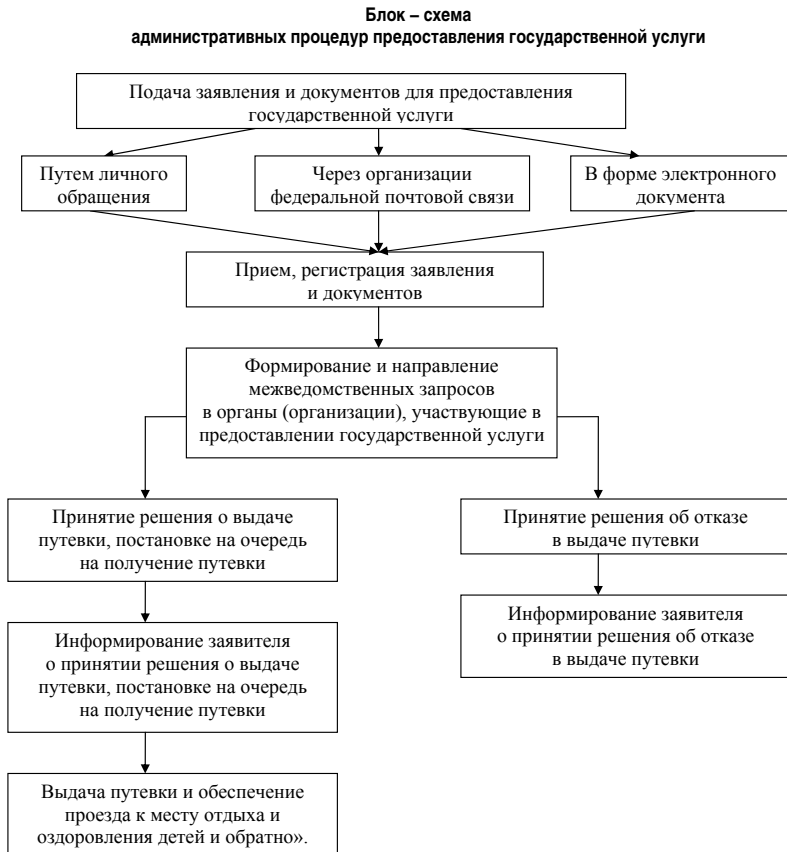 Блок – схема
административных процедур предоставления государственной услуги
Подача заявления и документов для предоставления
государственной услуги
Путем личного
обращения
Через организации
федеральной почтовой связи
В форме электронного
документа
Прием, регистрация заявления
и документов
Формирование и направление
межведомственных запросов
в органы (организации), участвующие в
предоставлении государственной услуги
Принятие решения о выдаче
путевки, постановке на очередь
на получение путевки
Принятие решения об отказе
в выдаче путевки
Информирование заявителя
о принятии решения о выдаче
путевки, постановке на очередь
на получение путевки
Информирование заявителя
о принятии решения об отказе
в выдаче путевки
Выдача путевки и обеспечение
проезда к месту отдыха и
оздоровления детей и обратно».